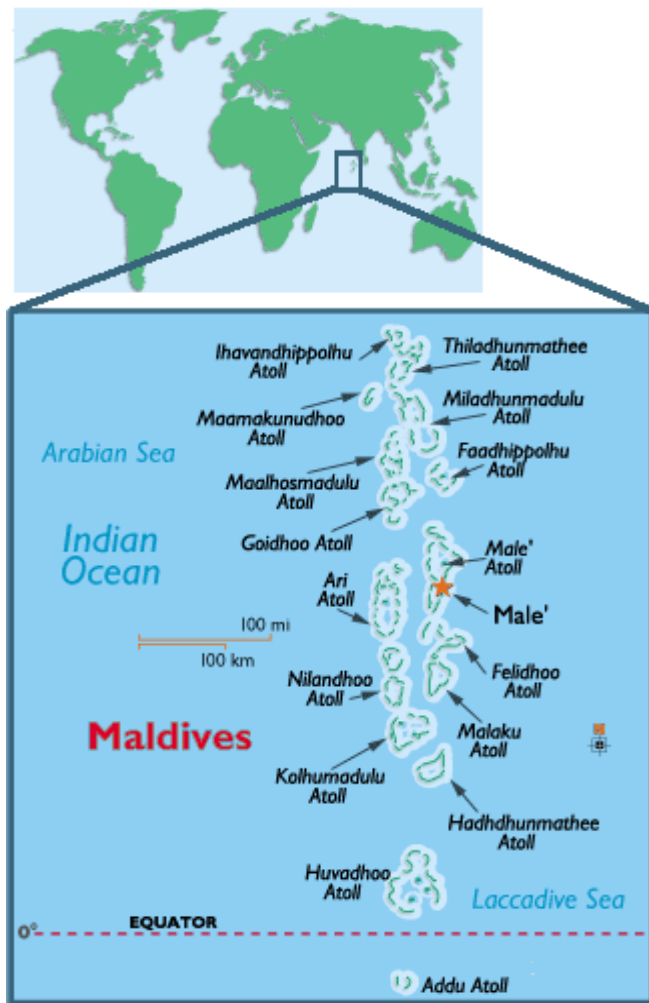 Ihavandhippolhu
Atoll
Thiladhunmathee
Atoll
Maamakunudhoo
Atoll
Miladhunmadulu
Atoll
Arabian Sea
Faadhippolhu
Atoll
Maalhosmadulu
Atoll
Goidhoo Atoll
Indian
Ocean
Male'
Atoll
Ari
Atoll
Male'
100 mi
100 km
Felidhoo
Atoll
Nilandhoo
Atoll
Maldives
Malaku
Atoll
Kolhumadulu
Atoll
Hadhdhunmathee
Atoll
Huvadhoo
Atoll
Laccadive Sea
0°
EQUATOR
Addu Atoll